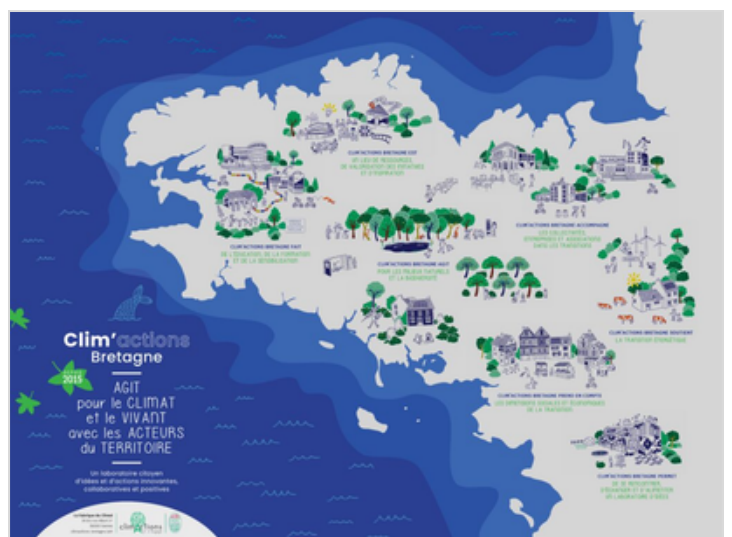 CLIM'ACTIONS BRETAGNE EST
UN LIEU DE RESSOURCES,
DE VALORISATION DES INITIATIVES
ET D'INSPIRATION
CLIM'ACTIONS BRETAGNE FAIT
DE L'ÉDUCATION, DE LA FORMATION
ET DE LA SENSIBILISATION
CLIM'ACTIONS BRETAGNE ACCOMPAGNE
LES COLLECTIVITÉS,
ENTREPRISES ET ASSOCIATIONS
DANS LES TRANSITIONS
CLIM'ACTIONS BRETAGNE AGIT
POUR LES MILIEUX NATURELS
ET LA BIODIVERSITÉ
CLIM'ACTIONS BRETAGNE SOUTIENT
LA TRANSITION ÉNERGÉTIQUE
CLIM'ACTIONS BRETAGNE PREND EN COMPTE
LES DIMENSIONS SOCIALES ET ÉCONOMIQUES
DE LA TRANSITION
CLIM'ACTIONS BRETAGNE PERMET
DE SE RENCONTRER,
D'ÉCHANGER ET D'ALIMENTER
UN LABORATOIRE D'IDÉES
Clim'actions
Bretagne
2015
AGIT
pour le CLIMAT
et le VIVANT
avec les ACTEURS
du TERRITOIRE
Un laboratoire citoyen
d'idées et d'actions innovantes,
collaboratives et positives
clim'actions